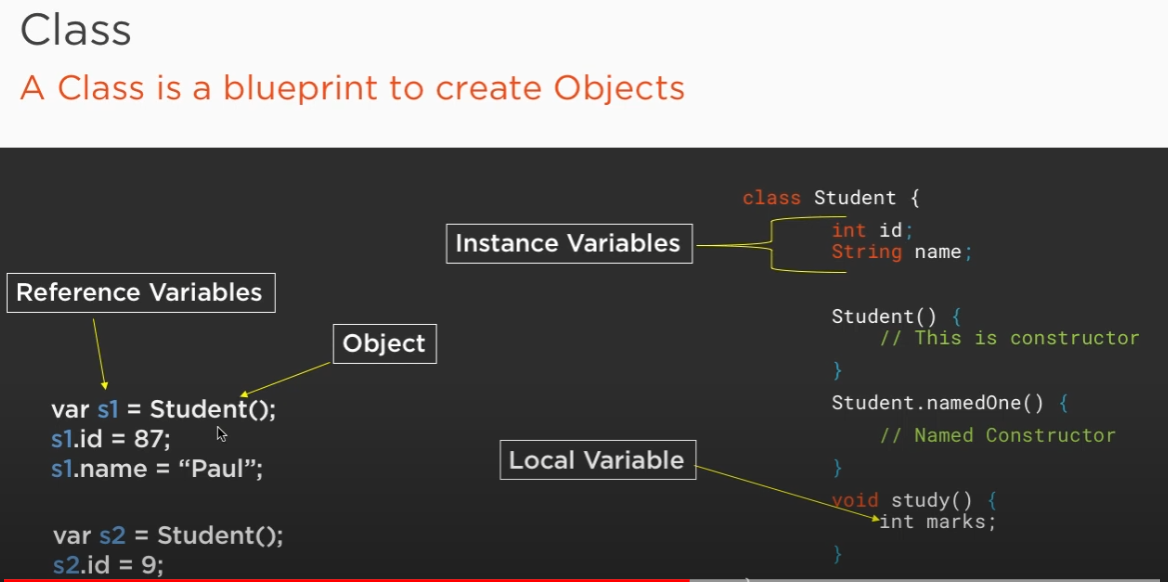 Class
A Class is a blueprint to create Objects
class Student {
Instance Variables
int id;
String name;
Reference Variables
Student() {
// This is constructor
}
Object
var s1 = Student();
s1.id = 87;
s1.name = “Paul”;
Student.namedOne() {
// Named Constructor
}
Local Variable
void study() {
int marks;
}
var s2 = Student();
s2.id = 9;